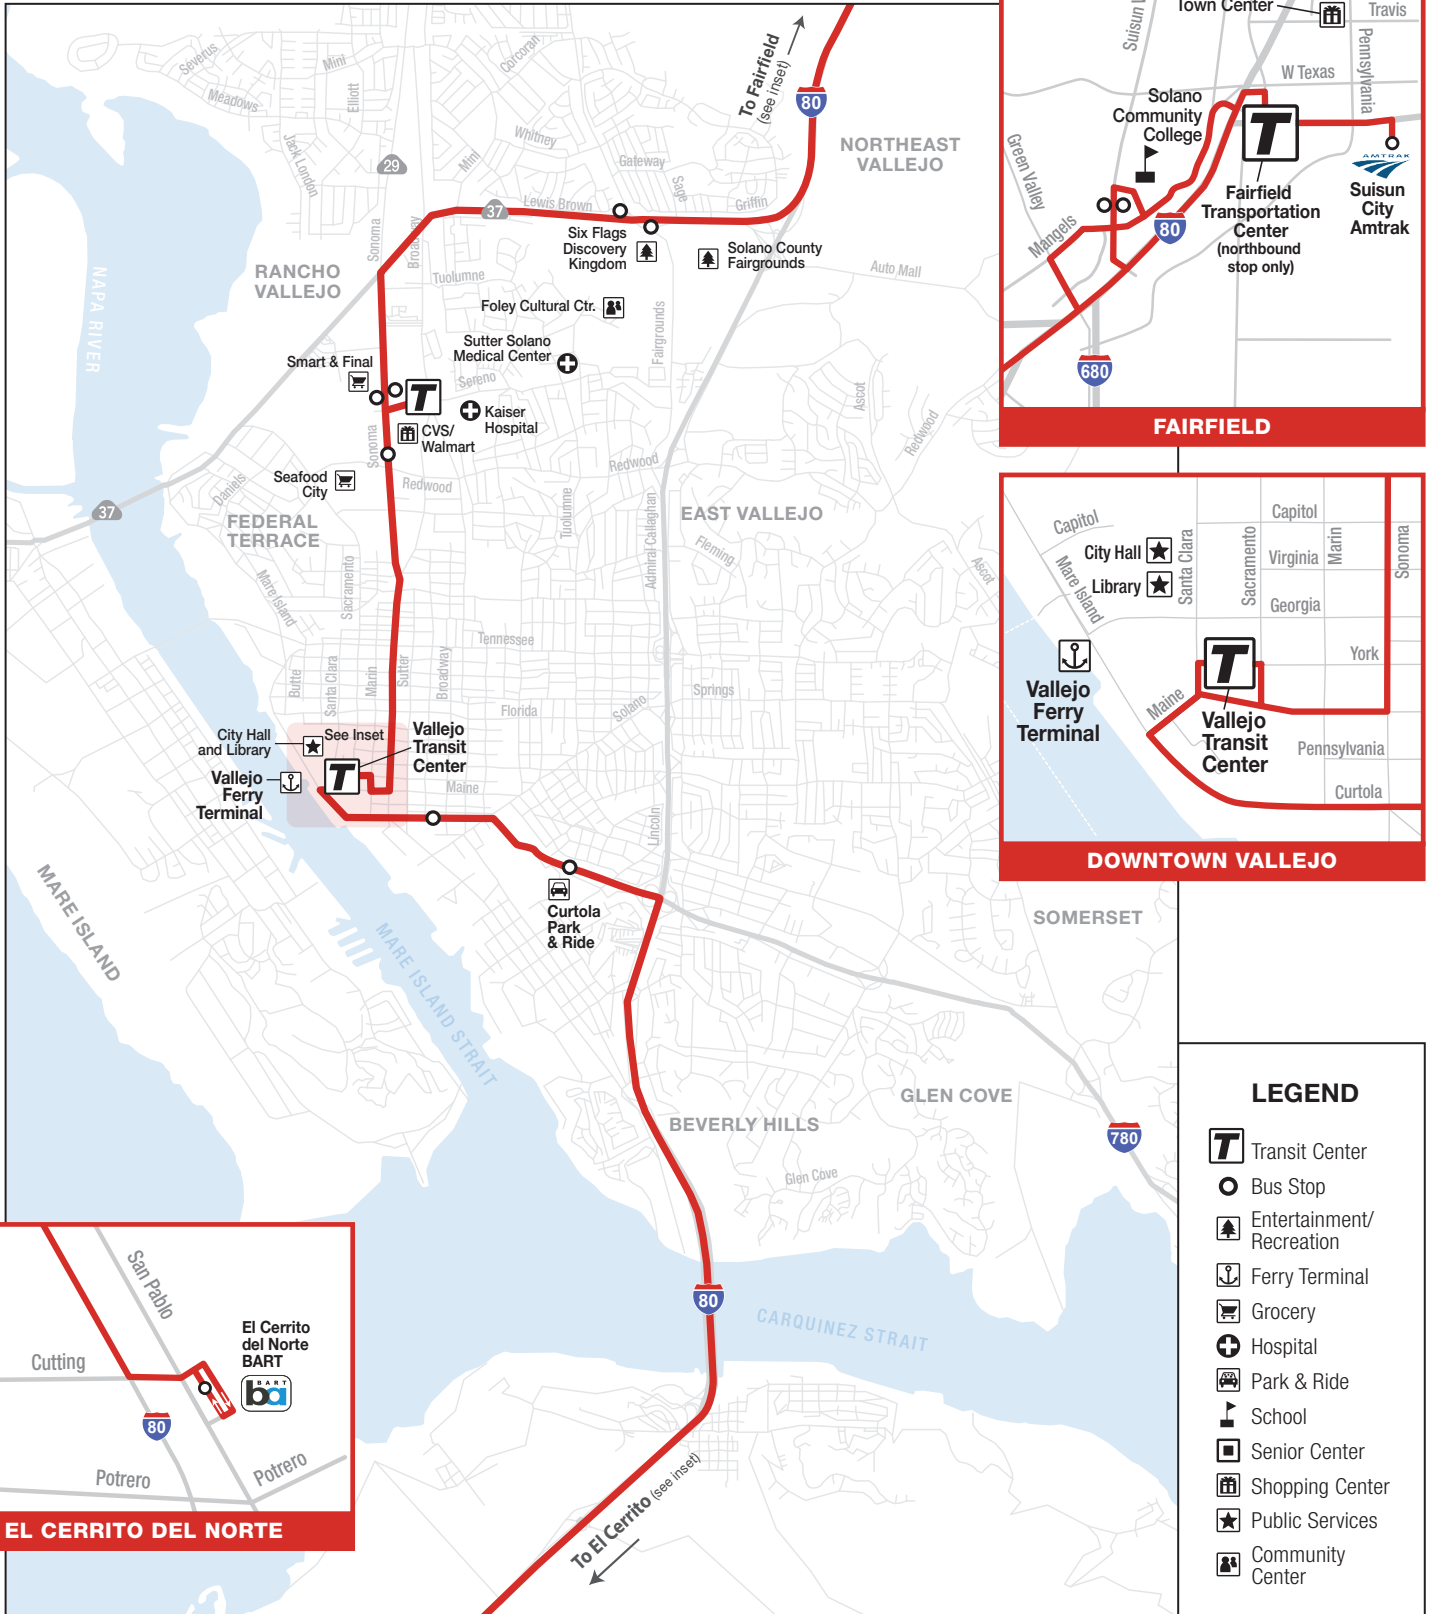 Severus
Meadows
Mini
Elliott
Corcoran
Jack London
29
Mini
Whitney
Gateway
Sage
Griffin
Lewis Brown
37
To Fairfield
(see inset)
80
NORTHEAST
VALLEJO
Sonoma
Broadway
Six Flags
Discovery
Kingdom
Solano County
Fairgrounds
Auto Mall
NAPA RIVER
RANCHO
VALLEJO
Tuolumne
Foley Cultural Ctr.
Fairgrounds
Sutter Solano
Medical Center
Smart & Final
Sereno
T
Kaiser
Hospital
CVS/
Walmart
Sonoma
Ascot
Redwood
Seafood
City
Redwood
Redwood
Daniels
37
FEDERAL
TERRACE
Tuolumne
Admiral Callaghan
EAST VALLEJO
Fleming
Ascot
Mare Island
Sacramento
Tennessee
Butte
Santa Clara
Marin
Sutter
Broadway
Springs
Solano
Florida
City Hall
and Library
See Inset
Vallejo
Transit
Center
T
Vallejo
Ferry
Terminal
Maine
Lincoln
Curtola
Park
& Ride
MARE ISLAND
MARE ISLAND STRAIT
SOMERSET
GLEN COVE
BEVERLY HILLS
Glen Cove
780
80
CARQUINEZ STRAIT
To El Cerrito (see inset)
Town Center
Travis
Suisun V
Pennsylvania
W Texas
Solano
Community
College
T
Green Valley
Mangels
80
AMTRAK
Fairfield
Transportation
Center
(northbound
stop only)
Suisun
City
Amtrak
680
FAIRFIELD
Capitol
Capitol
City Hall
Library
Mare Island
Santa Clara
Sacramento
Virginia
Marin
Sonoma
Georgia
York
T
Vallejo
Ferry
Terminal
Maine
Vallejo
Transit
Center
Pennsylvania
Curtola
DOWNTOWN VALLEJO
San Pablo
El Cerrito
del Norte
BART
BART
ba
Cutting
80
Potrero
Potrero
EL CERRITO DEL NORTE
LEGEND
T Transit Center
Bus Stop
Entertainment/
Recreation
Ferry Terminal
Grocery
Hospital
Park & Ride
School
Senior Center
Shopping Center
Public Services
Community
Center